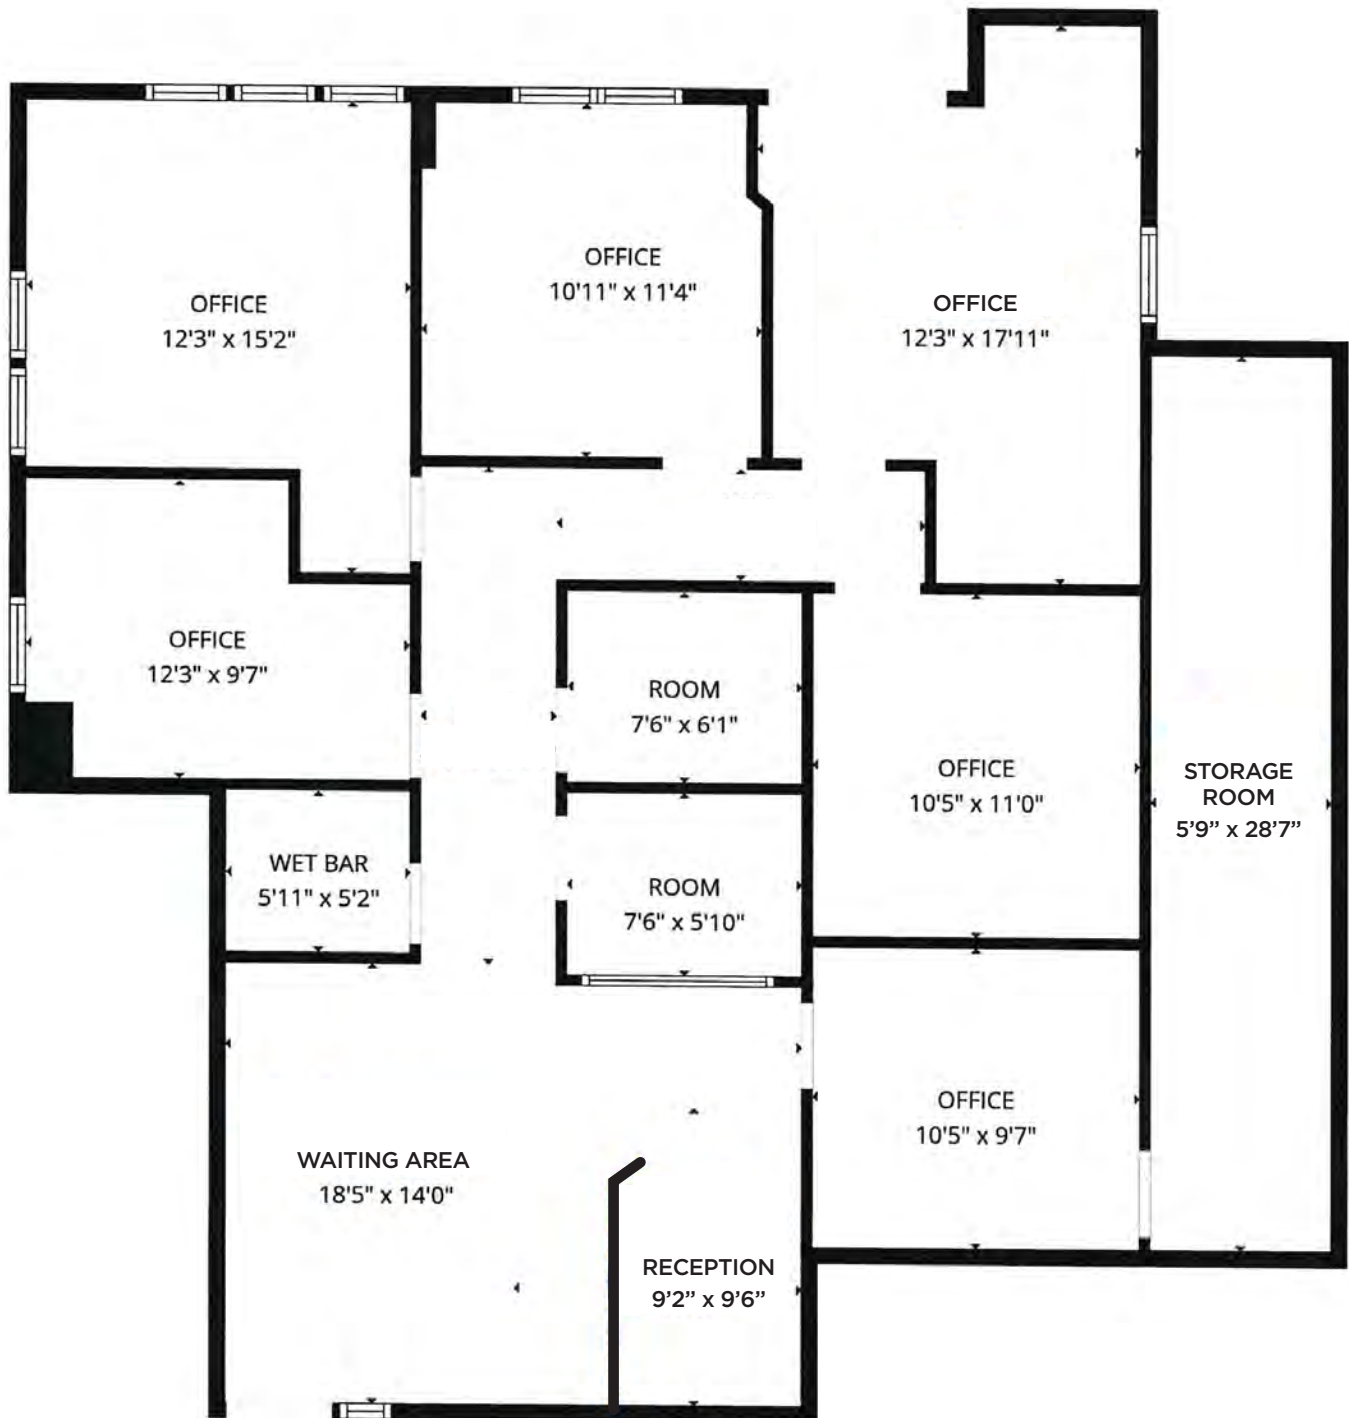 OFFICE
12'3" x 15'2"
OFFICE
10'11" x 11'4"
OFFICE
12'3" x 17'11"
OFFICE
12'3" x 9'7"
ROOM
7'6" x 6'1"
OFFICE
10'5" x 11'0"
STORAGE
ROOM
5’9” x 28’7”
WET BAR
5'11" x 5'2"
ROOM
7'6" x 5'10"
OFFICE
10'5" x 9'7"
WAITING AREA
18'5" x 14'0"
RECEPTION
9’2” x 9’6”